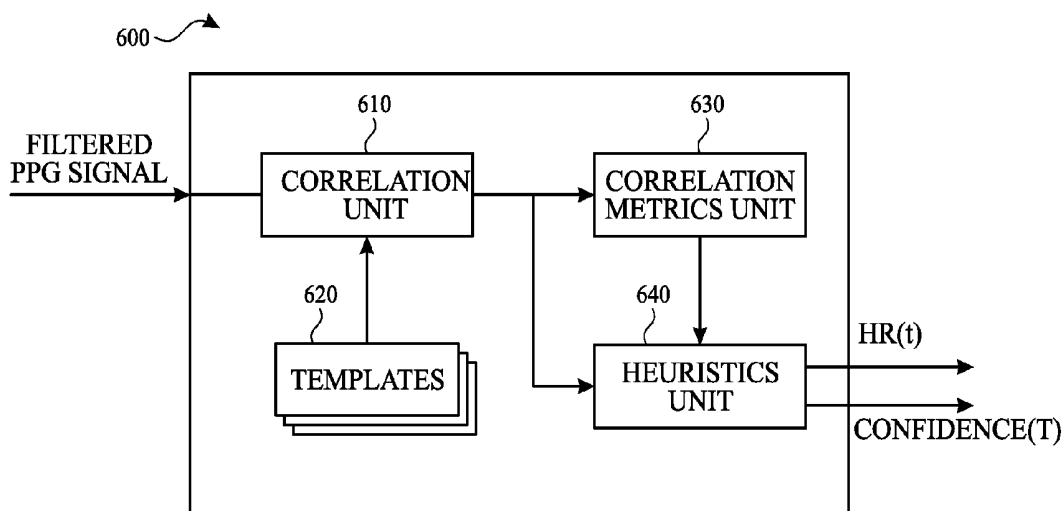 600
610
630
FILTERED
PPG SIGNAL
CORRELATION
UNIT
CORRELATION
METRICS UNIT
620
640
TEMPLATES
HEURISTICS
UNIT
HR(t)
CONFIDENCE(T)